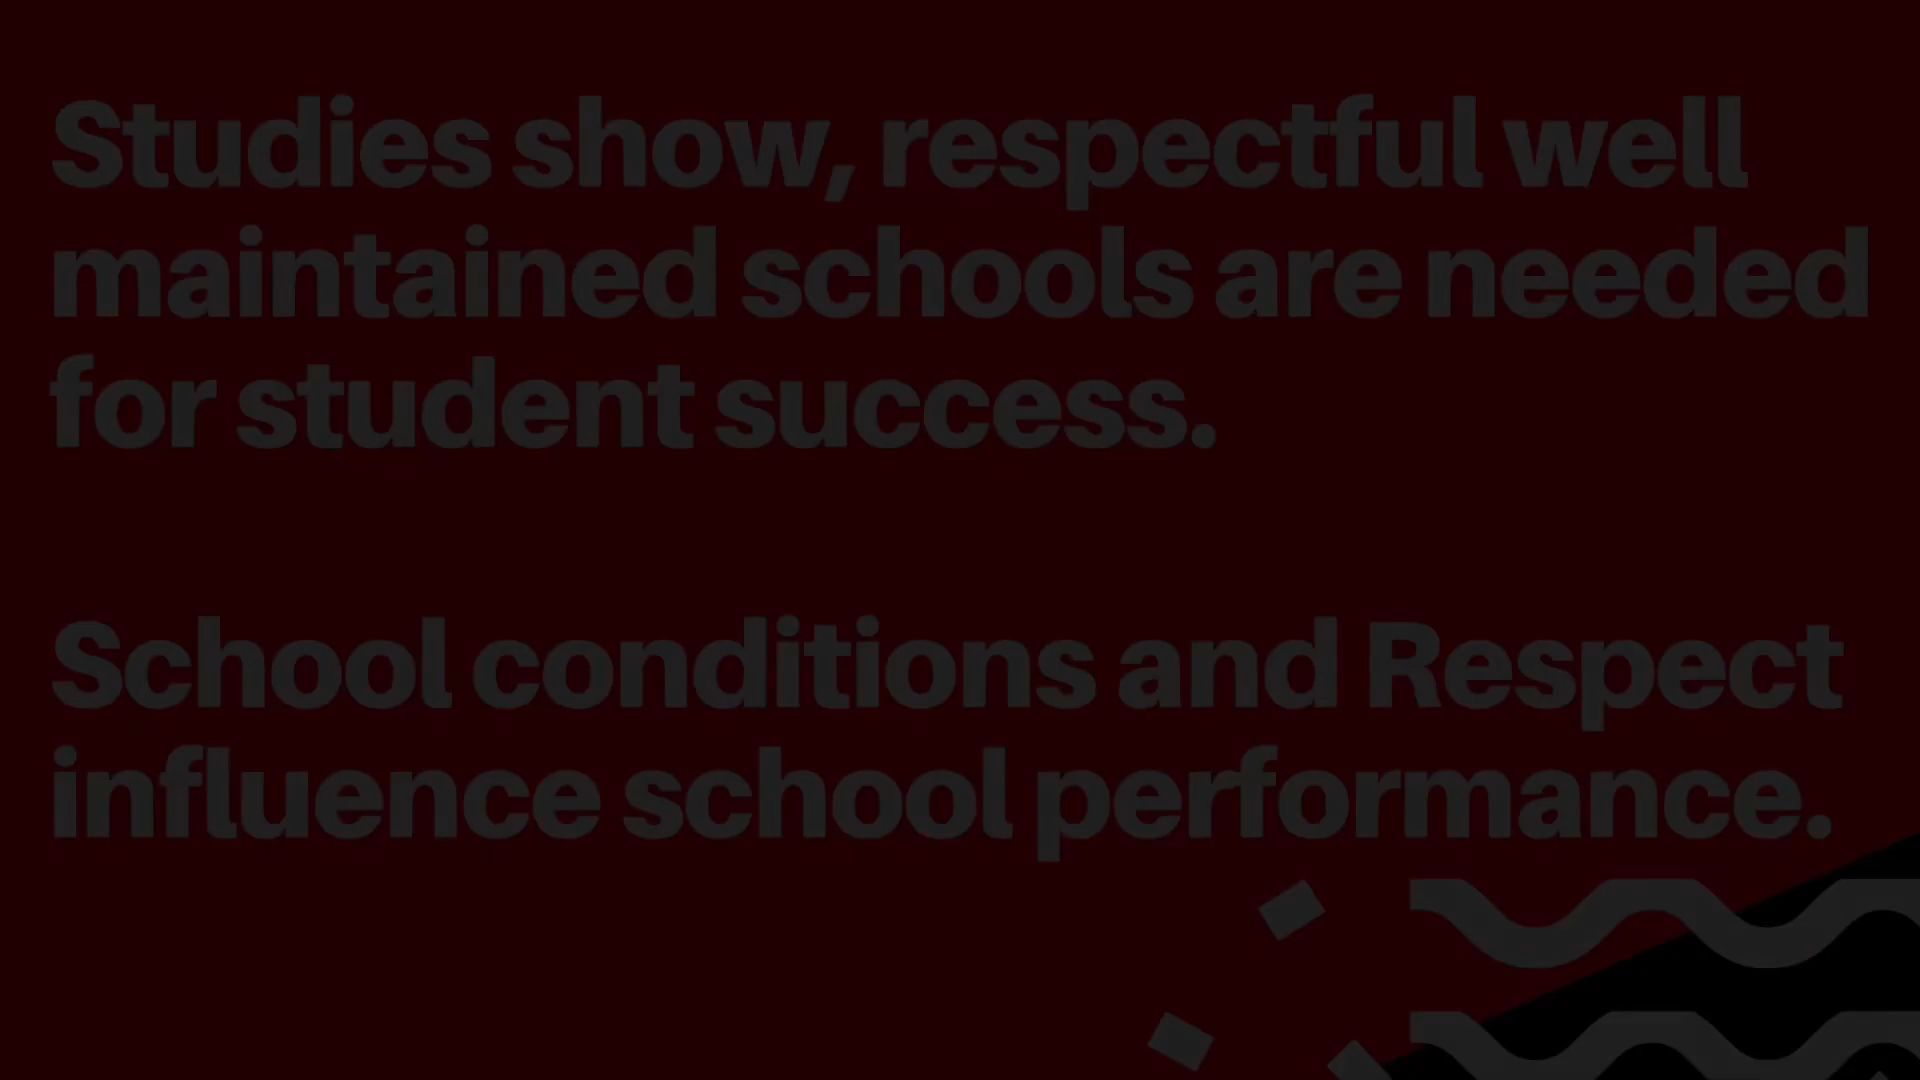 Studies show, respectful well
maintained schools are needed
for student success.
School conditions and Respect
influence school performance.